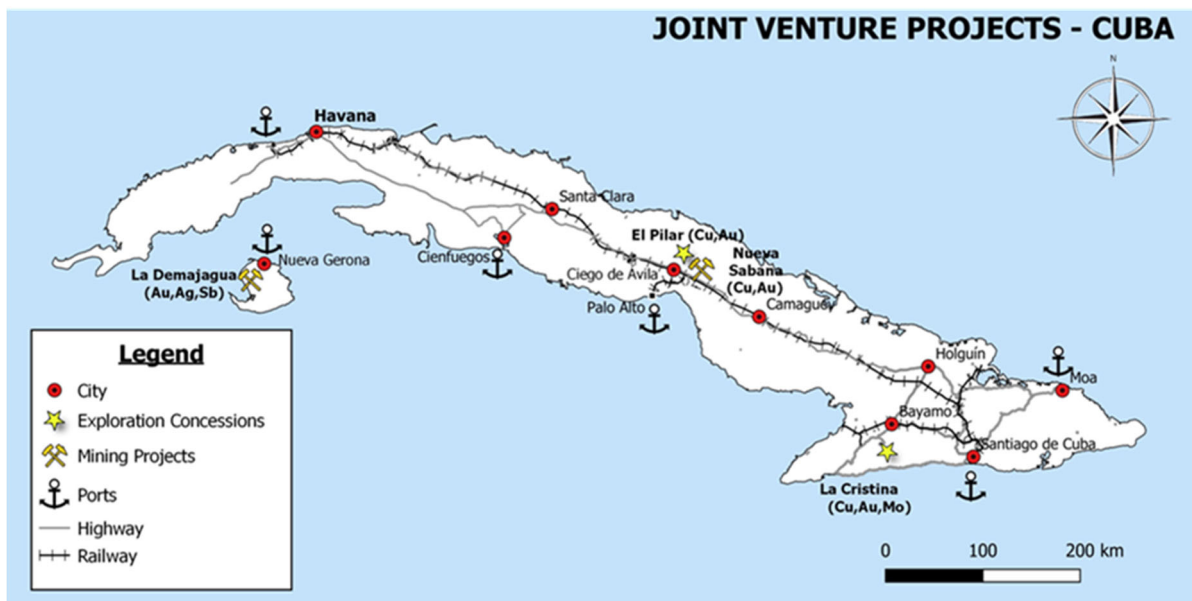 JOINT VENTURE PROJECTS - CUBA
N
Havana
Santa Clara
El Pilar (Cu,Au)
Nueva
Sabana
(Cu,Au)
Cienfuegos
Ciego de Ávila
Nueva Gerona
La Demajagua
(Au,Ag,Sb)
Palo Alto
Camaguey
Holguín
Moa
Bayamo
Santiago de Cuba
La Cristina
(Cu,Au,Mo)
Legend
City
Exploration Concessions
Mining Projects
Ports
Highway
Railway
0 100 200 km